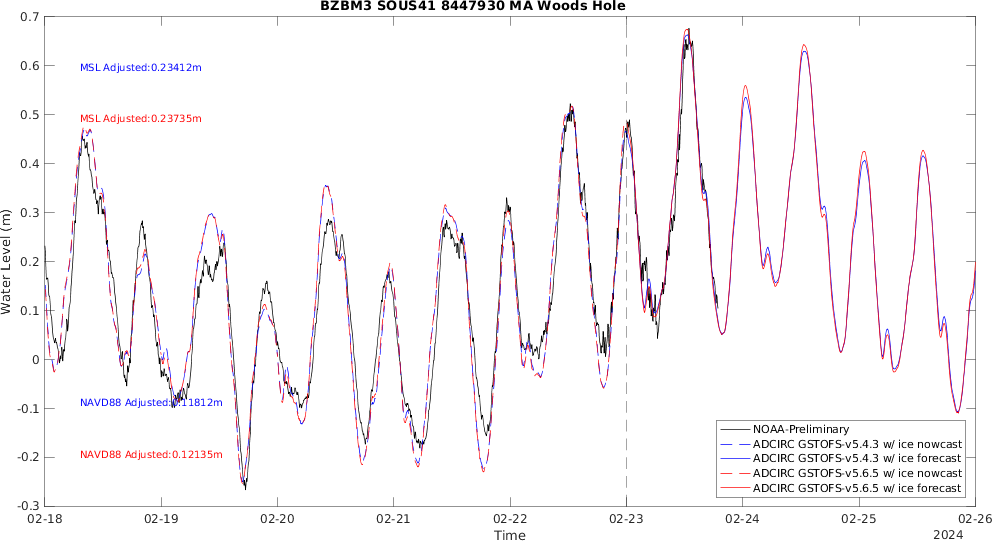 BZBM3 SOUS41 8447930 MA Woods Hole
0.7
0.6
0.5
0.4
0.3
0.2
0.1
0
-0.1
-0.2
-0.3
Water Level (m)
MSL Adjusted:0.23412m
MSL Adjusted:0.23735m
NAVD88 Adjusted:0.11812m
NAVD88 Adjusted:0.12135m
NOAA-Preliminary
ADCIRC GSTOFS-v5.4.3 w/ ice nowcast
ADCIRC GSTOFS-v5.4.3 w/ ice forecast
ADCIRC GSTOFS-v5.6.5 w/ ice nowcast
ADCIRC GSTOFS-v5.6.5 w/ ice forecast
02-18 02-19 02-20 02-21 02-22 02-23 02-24 02-25 02-26
Time
2024